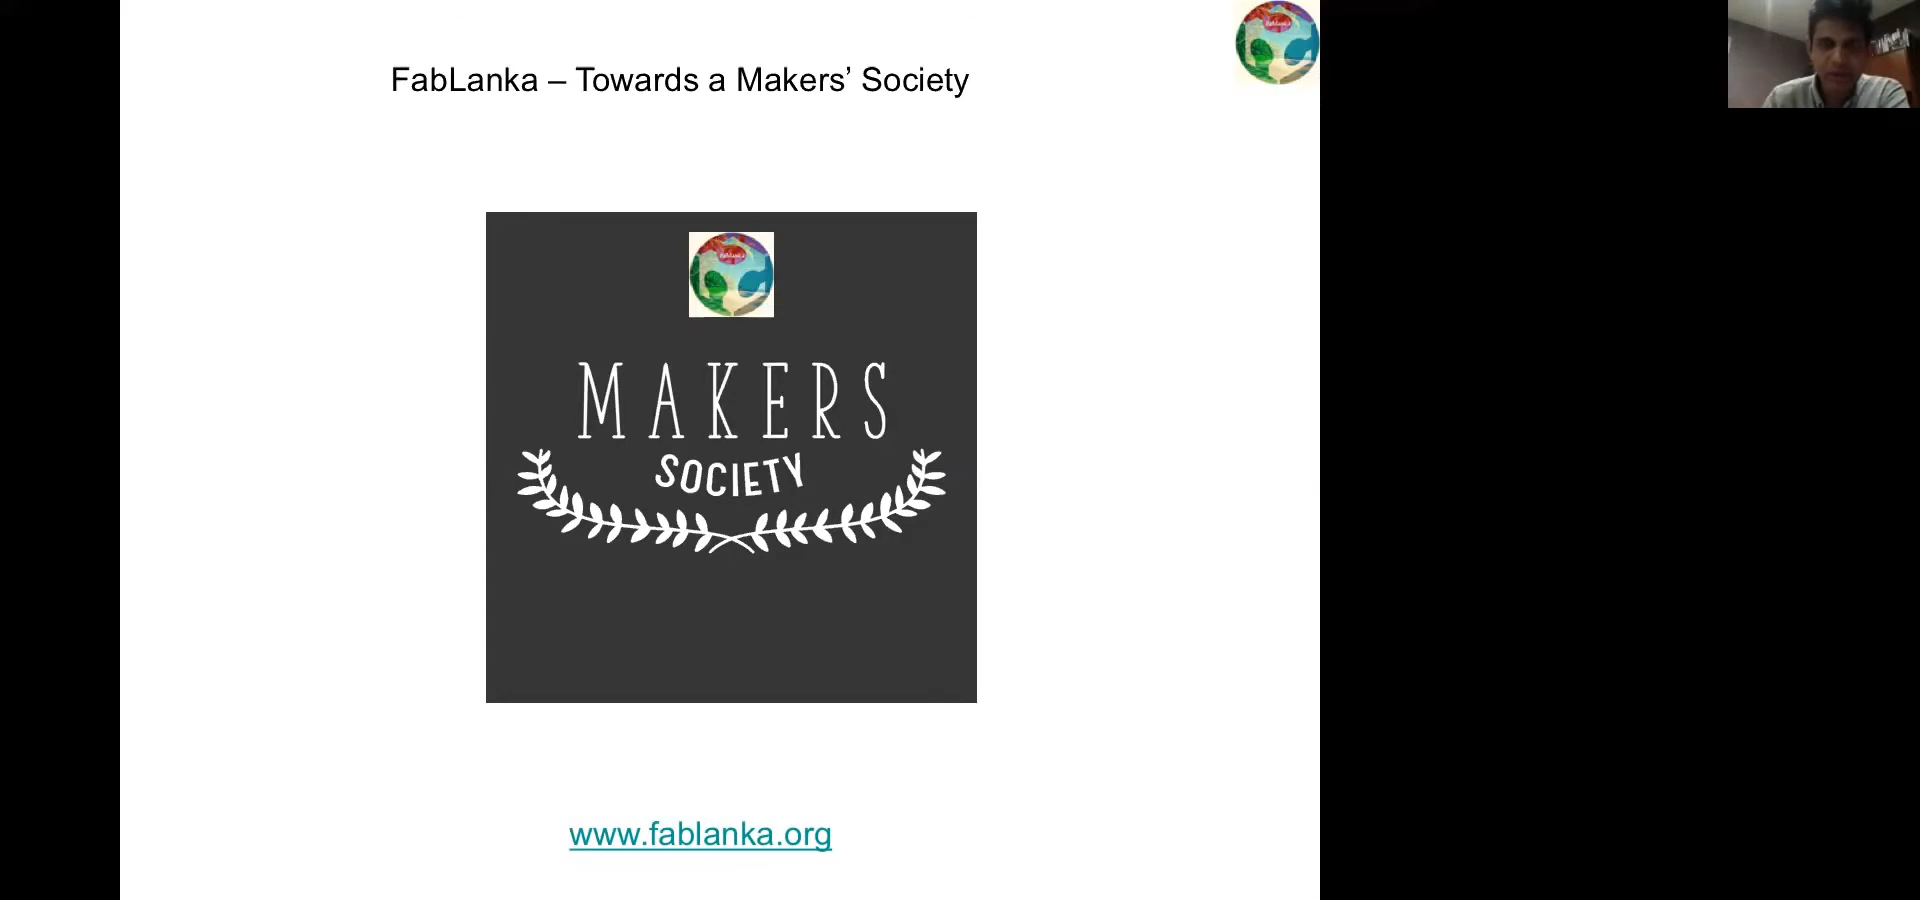 FabLanka – Towards a Makers’ Society
MAKERS
SOCIETY
www.fablanka.org